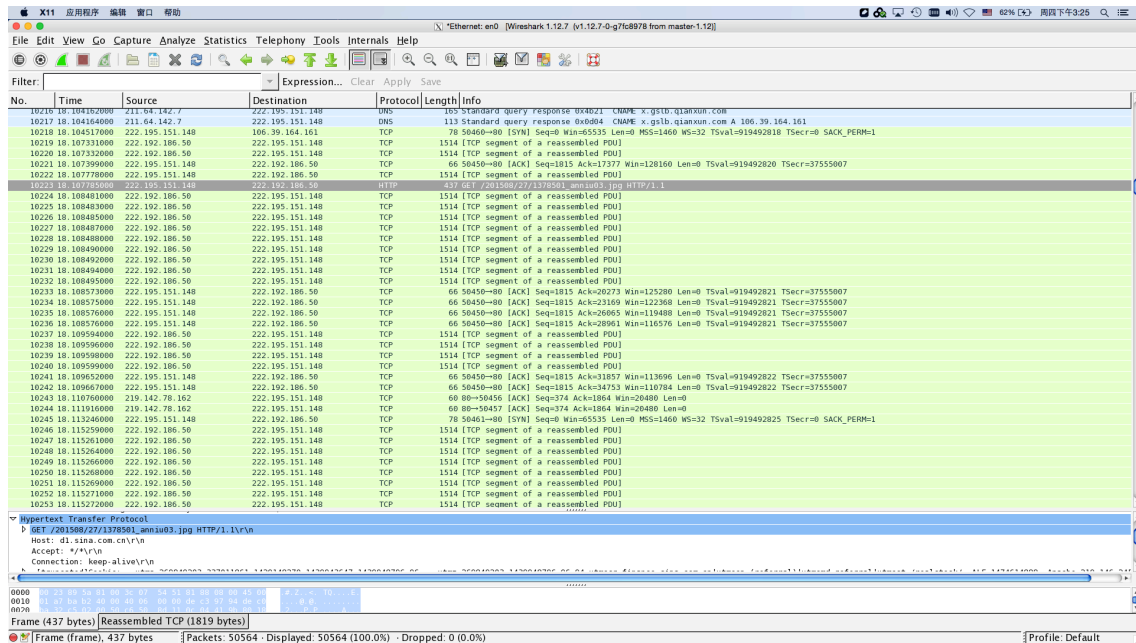 X11 应用程序 编辑 窗口 帮助 62% 周四下午3:25
*Ethernet: en0 [Wireshark 1.12.7 (v1.12.7-0-g7fc8978 from master-1.12)]
File Edit View Go Capture Analyze Statistics Telephony Tools Internals Help
Filter: Expression... Clear Apply Save
No. Time Source Destination Protocol Length Info
10216 18.104162000 211.64.142.7 222.195.151.148 DNS 165 Standard query response 0x4b21 CNAME x.gslb.qianxun.com
10217 18.104164000 211.64.142.7 222.195.151.148 DNS 113 Standard query response 0x0d04 CNAME x.gslb.qianxun.com A 106.39.164.161
10218 18.104517000 222.195.151.148 106.39.164.161 TCP 78 50460→80 [SYN] Seq=0 Win=65535 Len=0 MSS=1460 WS=32 TSval=919492818 TSecr=0 SACK_PERM=1
10219 18.107331000 222.192.186.50 222.195.151.148 TCP 1514 [TCP segment of a reassembled PDU]
10220 18.107332000 222.192.186.50 222.195.151.148 TCP 1514 [TCP segment of a reassembled PDU]
10221 18.107399000 222.195.151.148 222.192.186.50 TCP 66 50450→80 [ACK] Seq=1815 Ack=17377 Win=128160 Len=0 TSval=919492820 TSecr=37555007
10222 18.107778000 222.192.186.50 222.195.151.148 TCP 1514 [TCP segment of a reassembled PDU]
10223 18.107785000 222.195.151.148 222.192.186.50 HTTP 437 GET /201508/27/1378501_anniu03.jpg HTTP/1.1
10224 18.108481000 222.192.186.50 222.195.151.148 TCP 1514 [TCP segment of a reassembled PDU]
10225 18.108483000 222.192.186.50 222.195.151.148 TCP 1514 [TCP segment of a reassembled PDU]
10226 18.108485000 222.192.186.50 222.195.151.148 TCP 1514 [TCP segment of a reassembled PDU]
10227 18.108487000 222.192.186.50 222.195.151.148 TCP 1514 [TCP segment of a reassembled PDU]
10228 18.108488000 222.192.186.50 222.195.151.148 TCP 1514 [TCP segment of a reassembled PDU]
10229 18.108490000 222.192.186.50 222.195.151.148 TCP 1514 [TCP segment of a reassembled PDU]
10230 18.108492000 222.192.186.50 222.195.151.148 TCP 1514 [TCP segment of a reassembled PDU]
10231 18.108494000 222.192.186.50 222.195.151.148 TCP 1514 [TCP segment of a reassembled PDU]
10232 18.108495000 222.192.186.50 222.195.151.148 TCP 1514 [TCP segment of a reassembled PDU]
10233 18.108573000 222.195.151.148 222.192.186.50 TCP 66 50450→80 [ACK] Seq=1815 Ack=20273 Win=125280 Len=0 TSval=919492821 TSecr=37555007
10234 18.108575000 222.195.151.148 222.192.186.50 TCP 66 50450→80 [ACK] Seq=1815 Ack=23169 Win=122368 Len=0 TSval=919492821 TSecr=37555007
10235 18.108576000 222.195.151.148 222.192.186.50 TCP 66 50450→80 [ACK] Seq=1815 Ack=26065 Win=119488 Len=0 TSval=919492821 TSecr=37555007
10236 18.108576000 222.195.151.148 222.192.186.50 TCP 66 50450→80 [ACK] Seq=1815 Ack=28961 Win=116576 Len=0 TSval=919492821 TSecr=37555007
10237 18.109594000 222.192.186.50 222.195.151.148 TCP 1514 [TCP segment of a reassembled PDU]
10238 18.109596000 222.192.186.50 222.195.151.148 TCP 1514 [TCP segment of a reassembled PDU]
10239 18.109598000 222.192.186.50 222.195.151.148 TCP 1514 [TCP segment of a reassembled PDU]
10240 18.109599000 222.192.186.50 222.195.151.148 TCP 1514 [TCP segment of a reassembled PDU]
10241 18.109652000 222.195.151.148 222.192.186.50 TCP 66 50450→80 [ACK] Seq=1815 Ack=31857 Win=113696 Len=0 TSval=919492822 TSecr=37555007
10242 18.109667000 222.195.151.148 222.192.186.50 TCP 66 50450→80 [ACK] Seq=1815 Ack=34753 Win=110784 Len=0 TSval=919492822 TSecr=37555007
10243 18.110760000 219.142.78.162 222.195.151.148 TCP 60 80→50456 [ACK] Seq=374 Ack=1864 Win=20480 Len=0
10244 18.111916000 219.142.78.162 222.195.151.148 TCP 60 80→50457 [ACK] Seq=374 Ack=1864 Win=20480 Len=0
10245 18.113246000 222.195.151.148 222.192.186.50 TCP 78 50461→80 [SYN] Seq=0 Win=65535 Len=0 MSS=1460 WS=32 TSval=919492825 TSecr=0 SACK_PERM=1
10246 18.115259000 222.192.186.50 222.195.151.148 TCP 1514 [TCP segment of a reassembled PDU]
10247 18.115261000 222.192.186.50 222.195.151.148 TCP 1514 [TCP segment of a reassembled PDU]
10248 18.115264000 222.192.186.50 222.195.151.148 TCP 1514 [TCP segment of a reassembled PDU]
10249 18.115266000 222.192.186.50 222.195.151.148 TCP 1514 [TCP segment of a reassembled PDU]
10250 18.115268000 222.192.186.50 222.195.151.148 TCP 1514 [TCP segment of a reassembled PDU]
10251 18.115269000 222.192.186.50 222.195.151.148 TCP 1514 [TCP segment of a reassembled PDU]
10252 18.115271000 222.192.186.50 222.195.151.148 TCP 1514 [TCP segment of a reassembled PDU]
10253 18.115272000 222.192.186.50 222.195.151.148 TCP 1514 [TCP segment of a reassembled PDU]
Hypertext Transfer Protocol
GET /201508/27/1378501_anniu03.jpg HTTP/1.1\r\n
Host: d1.sina.com.cn\r\n
Accept: */*\r\n
Connection: keep-alive\r\n
0000
0010
0020
Frame (437 bytes) Reassembled TCP (1819 bytes)
Frame (frame), 437 bytes Packets: 50564 · Displayed: 50564 (100.0%) · Dropped: 0 (0.0%) Profile: Default